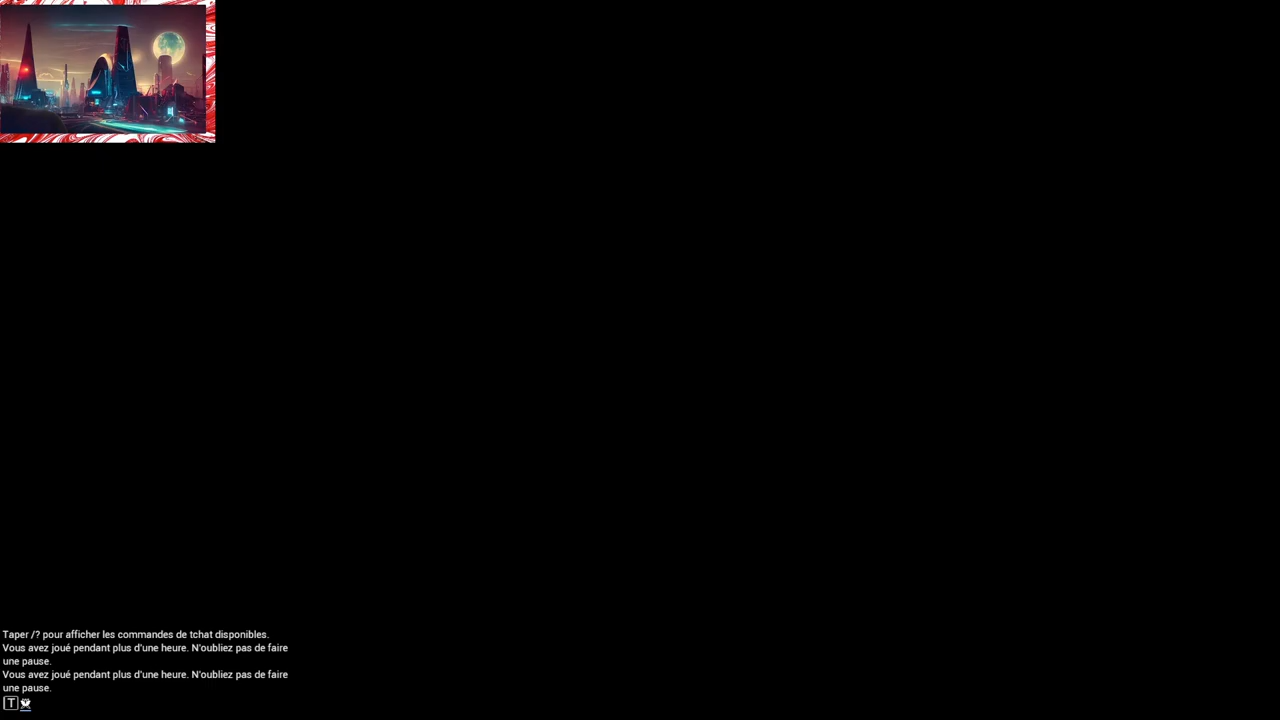 Taper /? pour afficher les commandes de tchat disponibles.
Vous avez joué pendant plus d'une heure. N'oubliez pas de faire
une pause.
Vous avez joué pendant plus d'une heure. N'oubliez pas de faire
une pause.
T